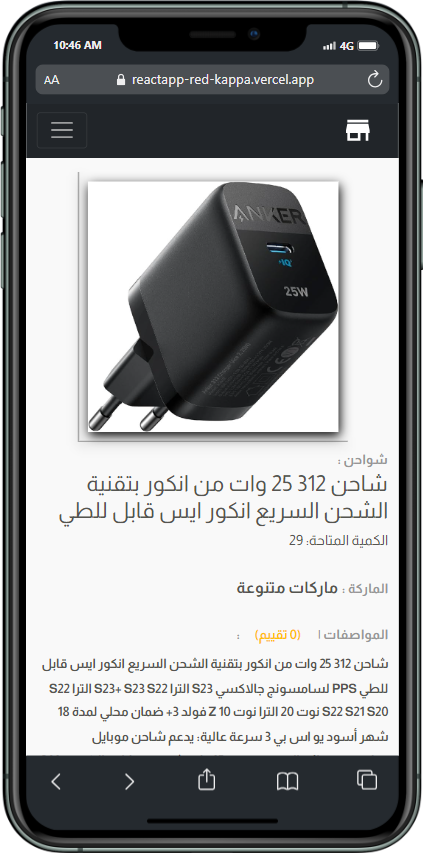 10:46 AM
4G
AA
reactapp-red-kappa.vercel.app
ANKER
IQ
25W
شواحن :
شاحن 312 25 وات من انكور بتقنية
الشحن السريع انكور ايس قابل للطي
الكمية المتاحة: 29
الماركة : ماركات متنوعة
المواصفات | (0 تقييم) :
شاحن 312 25 وات من انكور بتقنية الشحن السريع انكور ايس قابل
للطي PPS لسامسونج جالاكسي S23 الترا S23+ S23 S22 الترا S22
S22 S21 S20 نوت 20 الترا نوت 10 Z فولد 3+ ضمان محلي لمدة 18
شهر أسود يو اس بي 3 سرعة عالية: يدعم شاحن موبايل